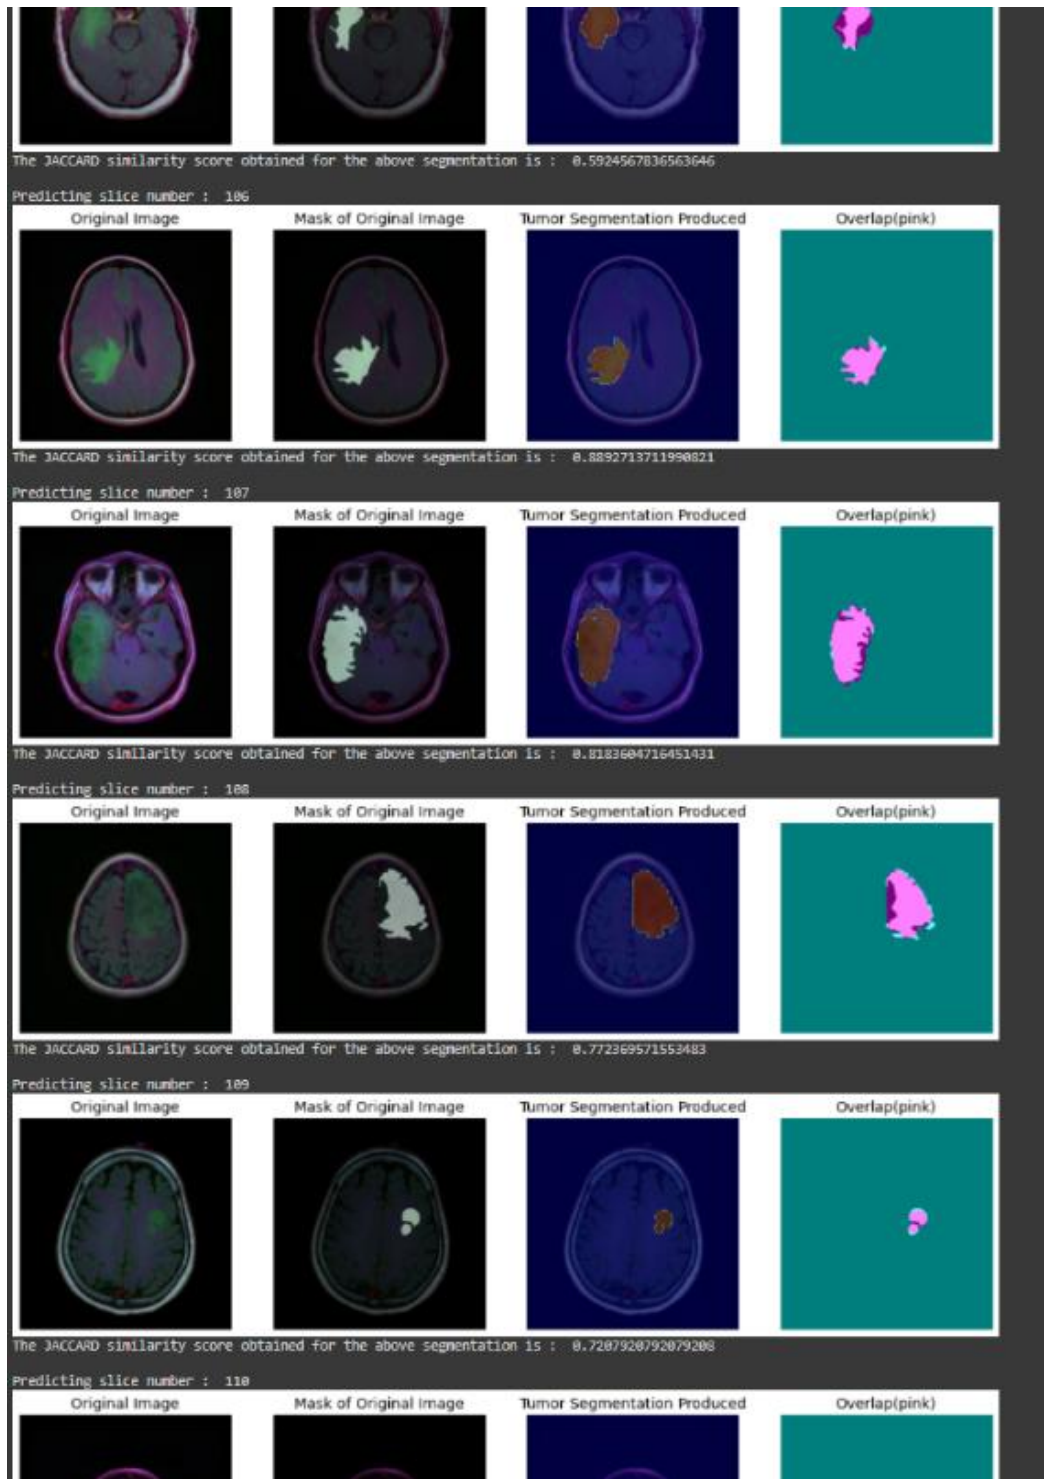 The JACCARD similarity score obtained for the above segmentation is :  0.5924567836563646
Predicting slice number :  106
Original Image Mask of Original Image Tumor Segmentation Produced Overlap(pink)
The JACCARD similarity score obtained for the above segmentation is :  0.8892713711990821
Predicting slice number :  107
Original Image Mask of Original Image Tumor Segmentation Produced Overlap(pink)
The JACCARD similarity score obtained for the above segmentation is :  0.8183604716451431
Predicting slice number :  108
Original Image Mask of Original Image Tumor Segmentation Produced Overlap(pink)
The JACCARD similarity score obtained for the above segmentation is :  0.772369571553483
Predicting slice number :  109
Original Image Mask of Original Image Tumor Segmentation Produced Overlap(pink)
The JACCARD similarity score obtained for the above segmentation is :  0.7207920792079208
Predicting slice number :  110
Original Image Mask of Original Image Tumor Segmentation Produced Overlap(pink)